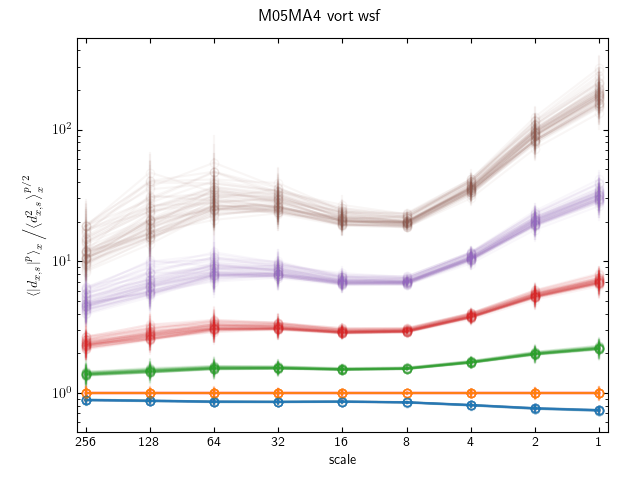 M05MA4 vort wsf
10²
10¹
10⁰
⟨|d_{x,s}|^p⟩_x / ⟨d²_{x,s}⟩_x^{p/2}
256 128 64 32 16 8 4 2 1
scale